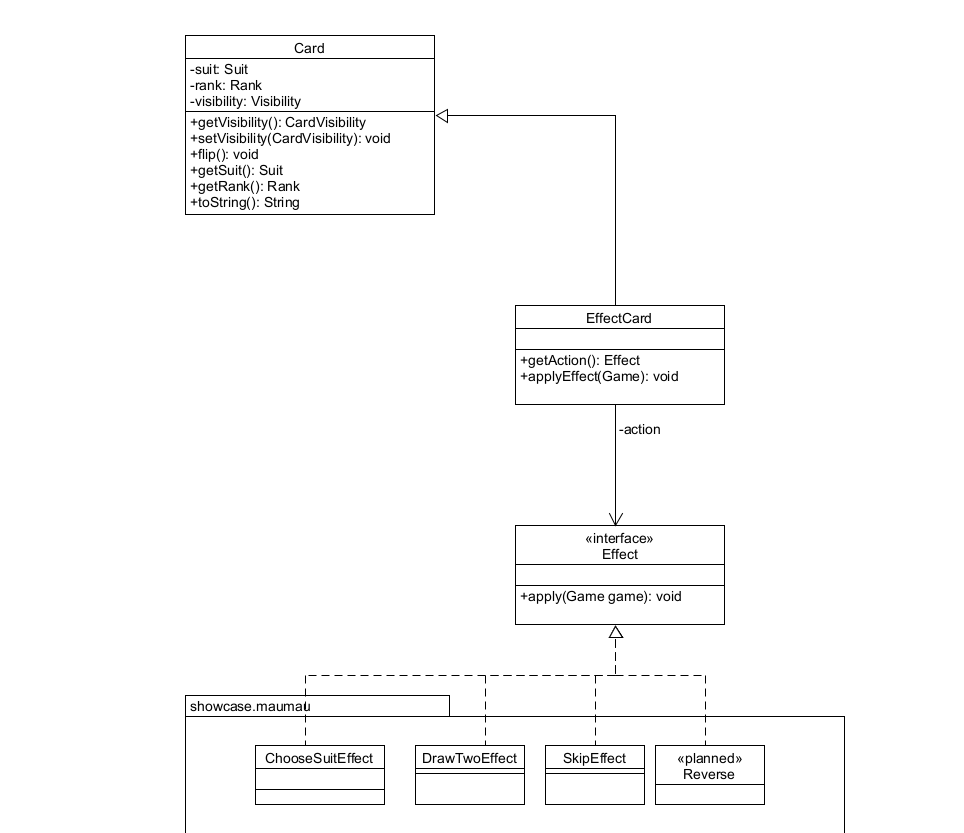 Card
-suit: Suit
-rank: Rank
-visibility: Visibility
+getVisibility(): CardVisibility
+setVisibility(CardVisibility): void
+flip(): void
+getSuit(): Suit
+getRank(): Rank
+toString(): String
EffectCard
+getAction(): Effect
+applyEffect(Game): void
-action
«interface»
Effect
+apply(Game game): void
showcase.maumau
ChooseSuitEffect
DrawTwoEffect
SkipEffect
«planned»
Reverse